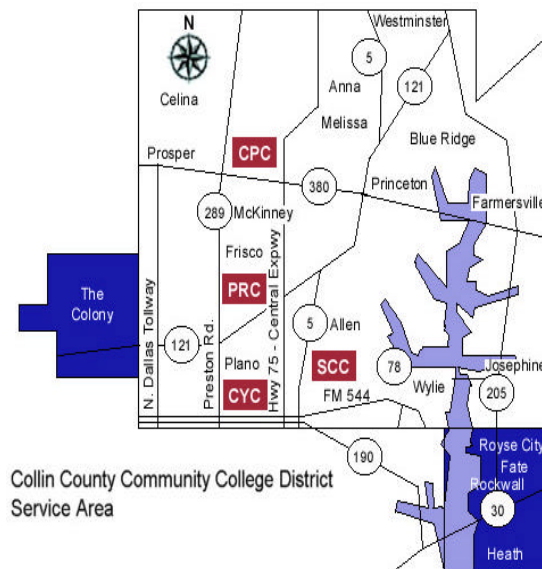 Westminster
N
5
Anna
121
Celina
Melissa
Blue Ridge
CPC
Prosper
380
Princeton
Farmersville
289
McKinney
Frisco
The
Colony
PRC
N. Dallas Tollway
121
Preston Rd.
Hwy 75 - Central Expwy
5
Allen
Plano
SCC
78
Josephine
CYC
FM 544
Wylie
205
190
Royse City
Fate
Rockwall
30
Heath
Collin County Community College District
Service Area